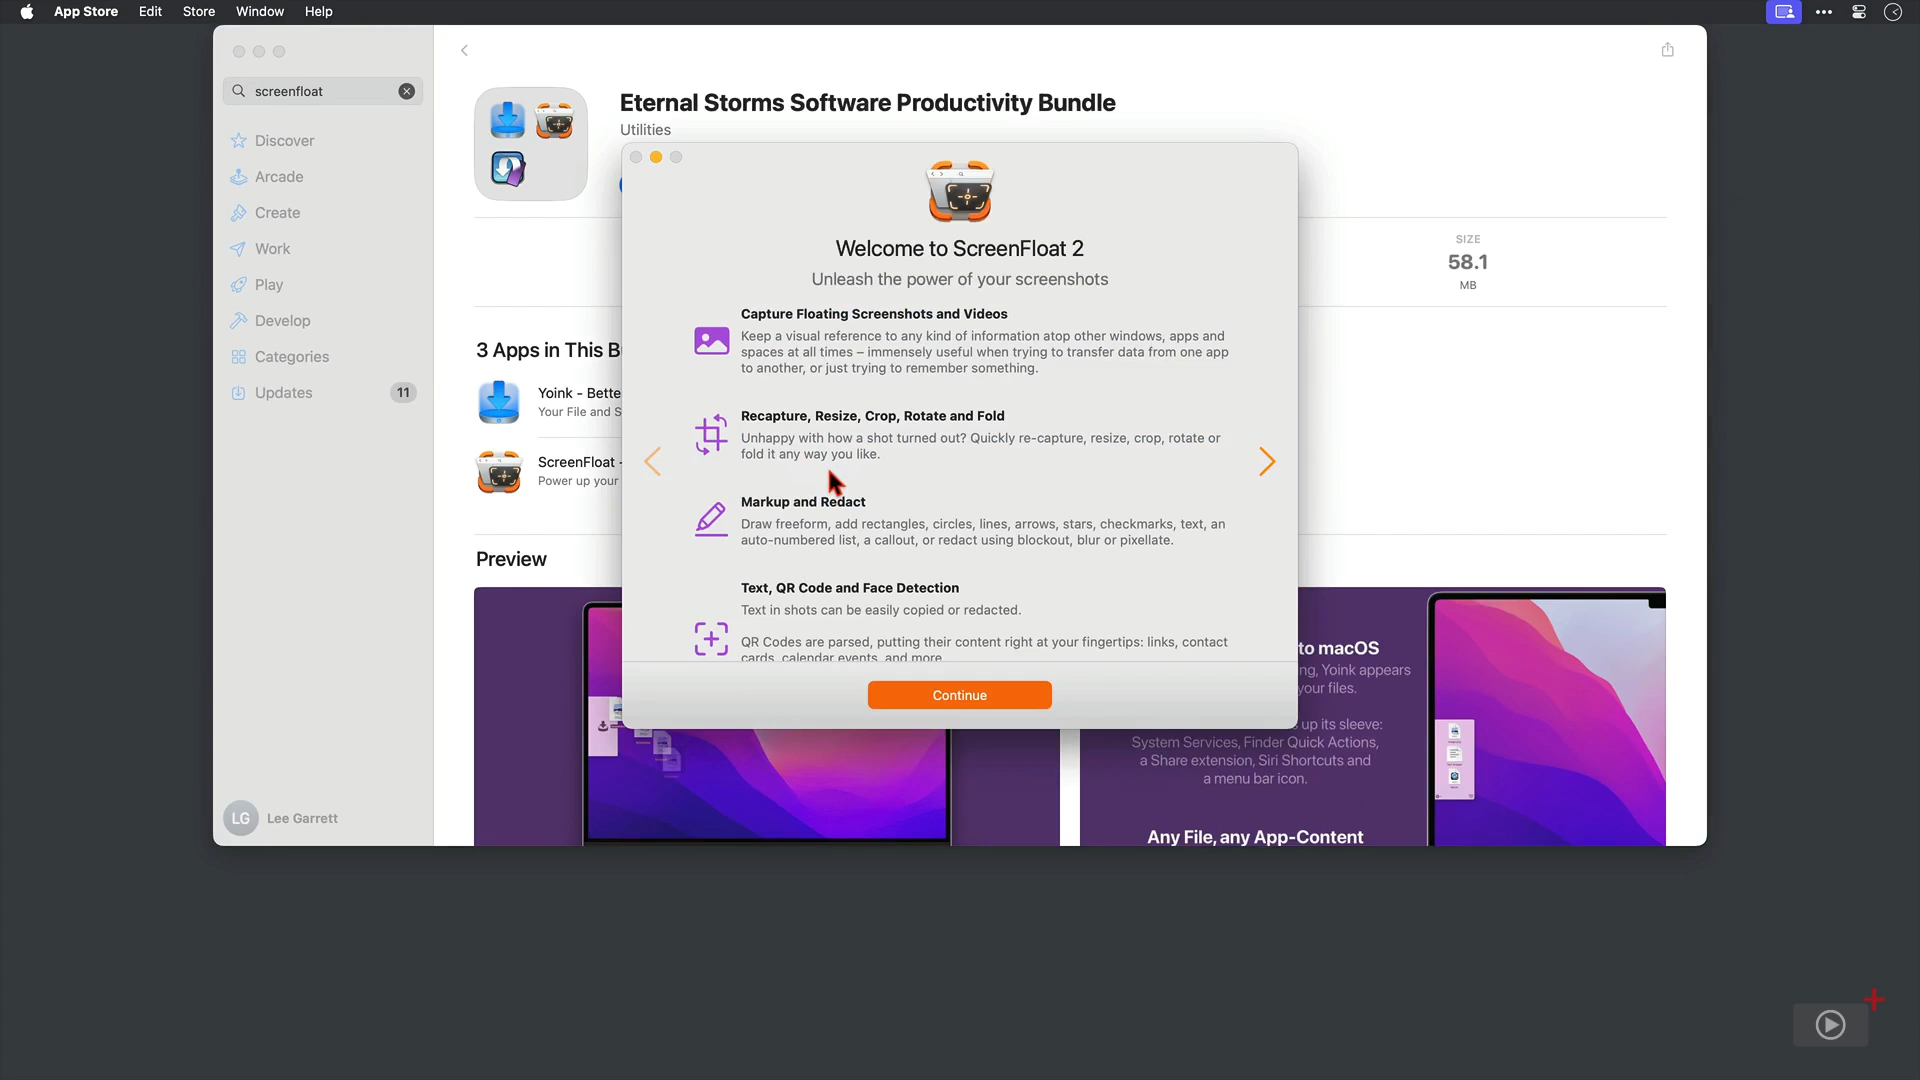 App Store Edit Store Window Help
screenfloat
Discover
Arcade
Create
Work
Play
Develop
Categories
Updates 11
LG Lee Garrett
Eternal Storms Software Productivity Bundle
Utilities
SIZE
58.1
MB
3 Apps in This B
Yoink - Bette
Your File and S
ScreenFloat -
Power up your
Preview
Welcome to ScreenFloat 2
Unleash the power of your screenshots
Capture Floating Screenshots and Videos
Keep a visual reference to any kind of information atop other windows, apps and
spaces at all times – immensely useful when trying to transfer data from one app
to another, or just trying to remember something.
Recapture, Resize, Crop, Rotate and Fold
Unhappy with how a shot turned out? Quickly re-capture, resize, crop, rotate or
fold it any way you like.
Markup and Redact
Draw freeform, add rectangles, circles, lines, arrows, stars, checkmarks, text, an
auto-numbered list, a callout, or redact using blockout, blur or pixellate.
Text, QR Code and Face Detection
Text in shots can be easily copied or redacted.
QR Codes are parsed, putting their content right at your fingertips: links, contact
cards, calendar events, and more.
Continue
to macOS
ng, Yoink appears
your files.
up its sleeve:
System Services, Finder Quick Actions,
a Share extension, Siri Shortcuts and
a menu bar icon.
Any File, any App-Content